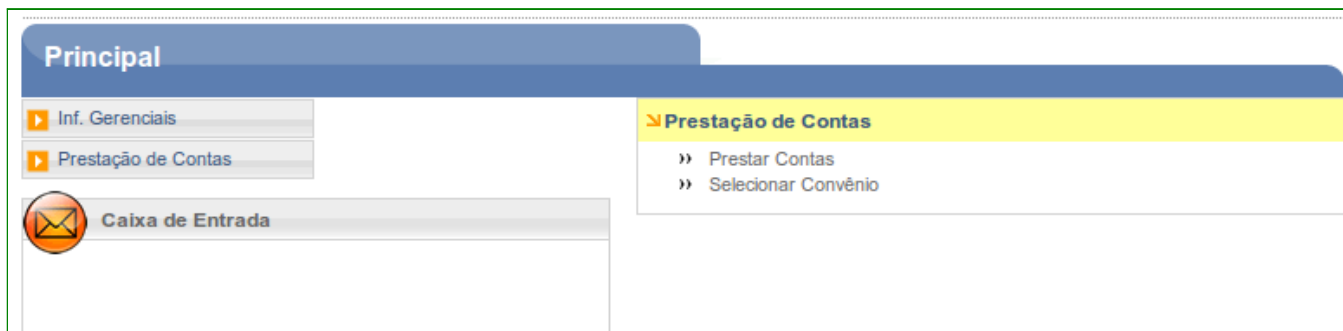 Principal
Inf. Gerenciais
Prestação de Contas
Caixa de Entrada
Prestação de Contas
Prestar Contas
Selecionar Convênio